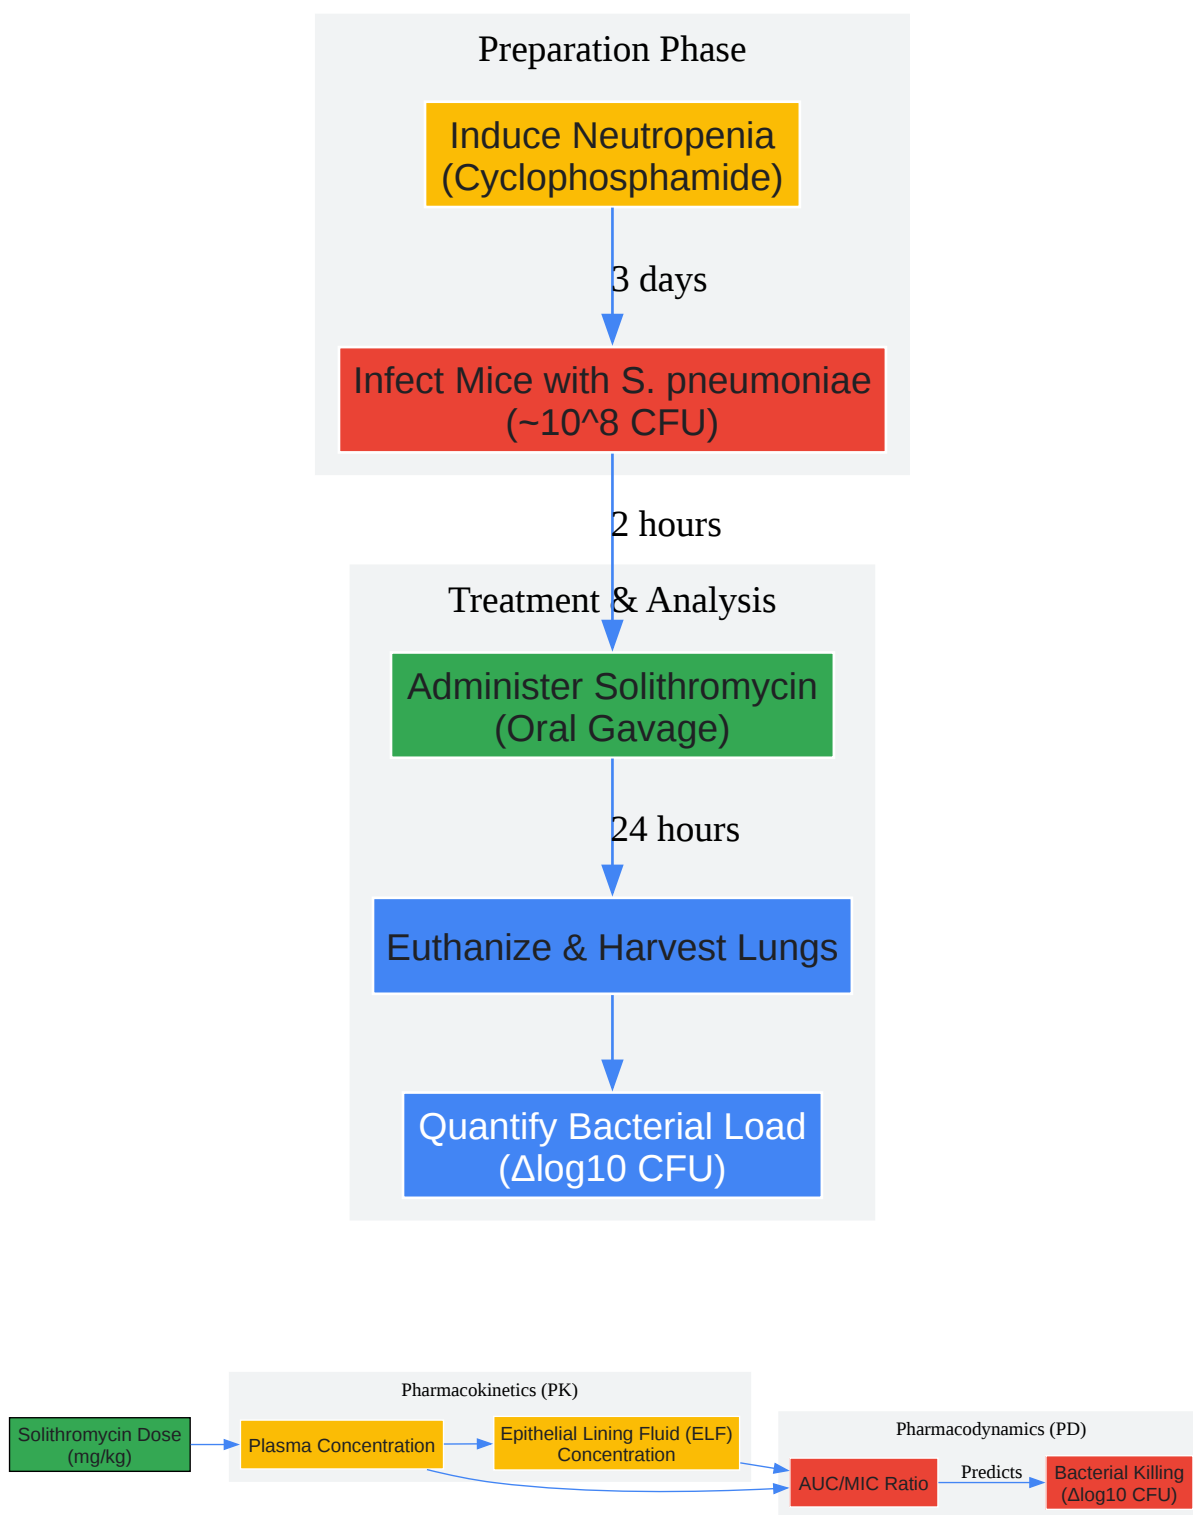 Preparation Phase
Induce Neutropenia
(Cyclophosphamide)
3 days
Infect Mice with S. pneumoniae
(~10^8 CFU)
2 hours
Treatment & Analysis
Administer Solithromycin
(Oral Gavage)
24 hours
Euthanize & Harvest Lungs
Quantify Bacterial Load
(Δlog10 CFU)
Solithromycin Dose
(mg/kg)
Pharmacokinetics (PK)
Plasma Concentration
Epithelial Lining Fluid (ELF)
Concentration
Pharmacodynamics (PD)
AUC/MIC Ratio
Predicts
Bacterial Killing
(Δlog10 CFU)